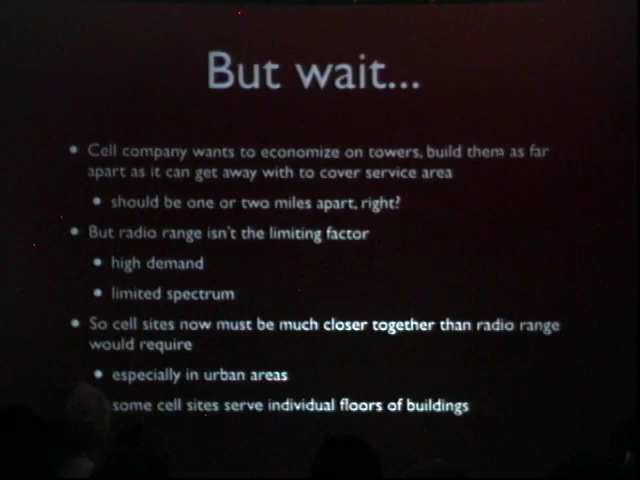 But wait...
• Cell company wants to economize on towers, build them as far
apart as it can get away with to cover service area
• should be one or two miles apart, right?
• But radio range isn't the limiting factor
• high demand
• limited spectrum
• So cell sites now must be much closer together than radio range
would require
• especially in urban areas
some cell sites serve individual floors of buildings